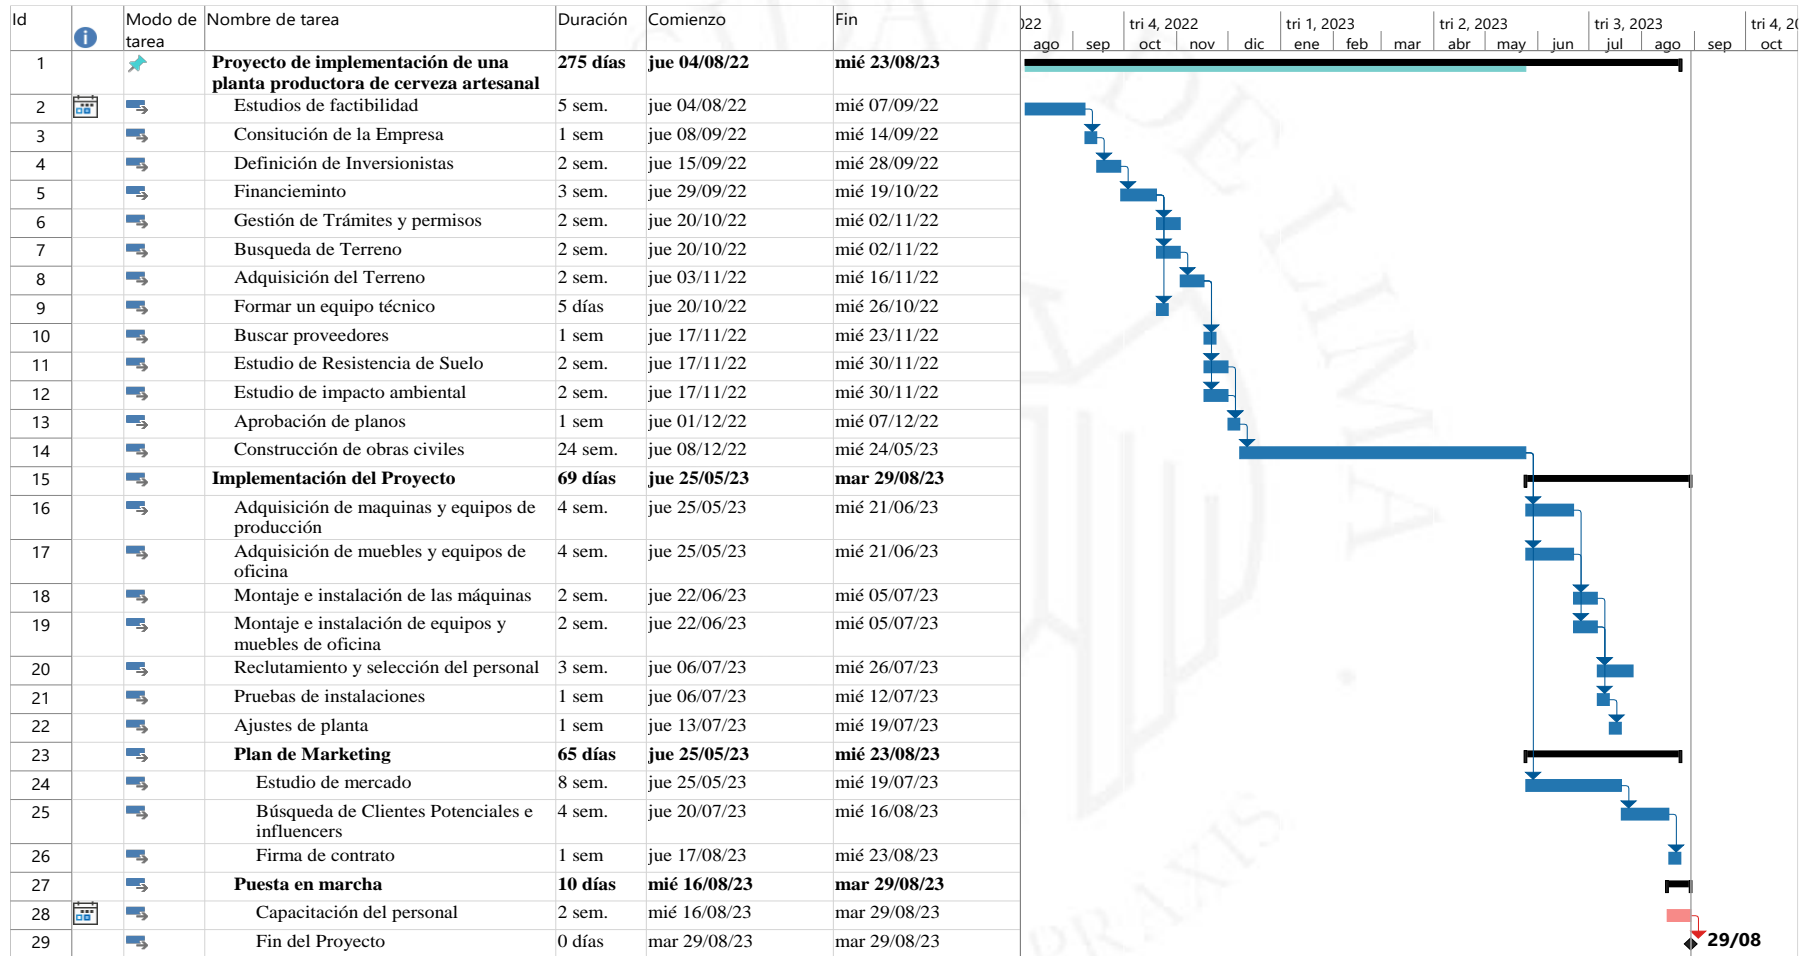 Id Modo de Nombre de tarea Duración Comienzo Fin
tarea
022 tri 4, 2022 tri 1, 2023 tri 2, 2023 tri 3, 2023 tri 4, 20
ago sep oct nov dic ene feb mar abr may jun jul ago sep oct
1 Proyecto de implementación de una 275 días jue 04/08/22 mié 23/08/23
planta productora de cerveza artesanal
2 Estudios de factibilidad 5 sem. jue 04/08/22 mié 07/09/22
3 Consitución de la Empresa 1 sem jue 08/09/22 mié 14/09/22
4 Definición de Inversionistas 2 sem. jue 15/09/22 mié 28/09/22
5 Financieminto 3 sem. jue 29/09/22 mié 19/10/22
6 Gestión de Trámites y permisos 2 sem. jue 20/10/22 mié 02/11/22
7 Busqueda de Terreno 2 sem. jue 20/10/22 mié 02/11/22
8 Adquisición del Terreno 2 sem. jue 03/11/22 mié 16/11/22
9 Formar un equipo técnico 5 días jue 20/10/22 mié 26/10/22
10 Buscar proveedores 1 sem jue 17/11/22 mié 23/11/22
11 Estudio de Resistencia de Suelo 2 sem. jue 17/11/22 mié 30/11/22
12 Estudio de impacto ambiental 2 sem. jue 17/11/22 mié 30/11/22
13 Aprobación de planos 1 sem jue 01/12/22 mié 07/12/22
14 Construcción de obras civiles 24 sem. jue 08/12/22 mié 24/05/23
15 Implementación del Proyecto 69 días jue 25/05/23 mar 29/08/23
16 Adquisición de maquinas y equipos de 4 sem. jue 25/05/23 mié 21/06/23
producción
17 Adquisición de muebles y equipos de 4 sem. jue 25/05/23 mié 21/06/23
oficina
18 Montaje e instalación de las máquinas 2 sem. jue 22/06/23 mié 05/07/23
19 Montaje e instalación de equipos y 2 sem. jue 22/06/23 mié 05/07/23
muebles de oficina
20 Reclutamiento y selección del personal 3 sem. jue 06/07/23 mié 26/07/23
21 Pruebas de instalaciones 1 sem jue 06/07/23 mié 12/07/23
22 Ajustes de planta 1 sem jue 13/07/23 mié 19/07/23
23 Plan de Marketing 65 días jue 25/05/23 mié 23/08/23
24 Estudio de mercado 8 sem. jue 25/05/23 mié 19/07/23
25 Búsqueda de Clientes Potenciales e 4 sem. jue 20/07/23 mié 16/08/23
influencers
26 Firma de contrato 1 sem jue 17/08/23 mié 23/08/23
27 Puesta en marcha 10 días mié 16/08/23 mar 29/08/23
28 Capacitación del personal 2 sem. mié 16/08/23 mar 29/08/23
29 Fin del Proyecto 0 días mar 29/08/23 mar 29/08/23
29/08
DE LIMA
PRAXIS